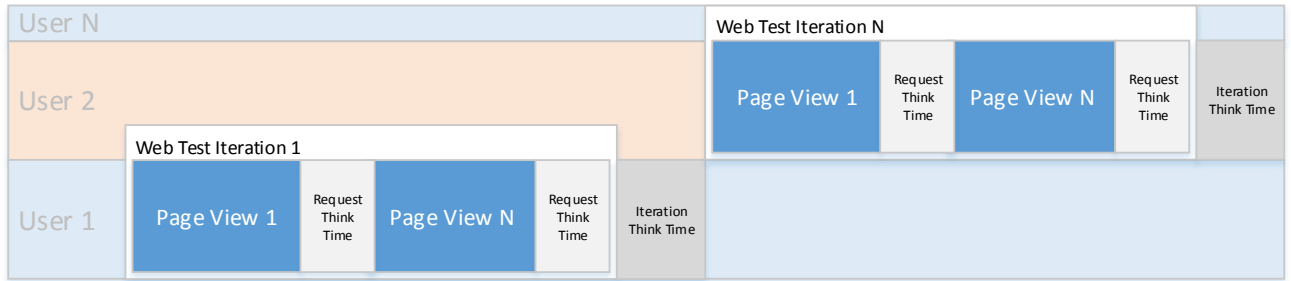 User N
Web Test Iteration N
Page View 1
Request
Think
Time
Page View N
Request
Think
Time
Iteration
Think Time
User 2
Web Test Iteration 1
User 1
Page View 1
Request
Think
Time
Page View N
Request
Think
Time
Iteration
Think Time